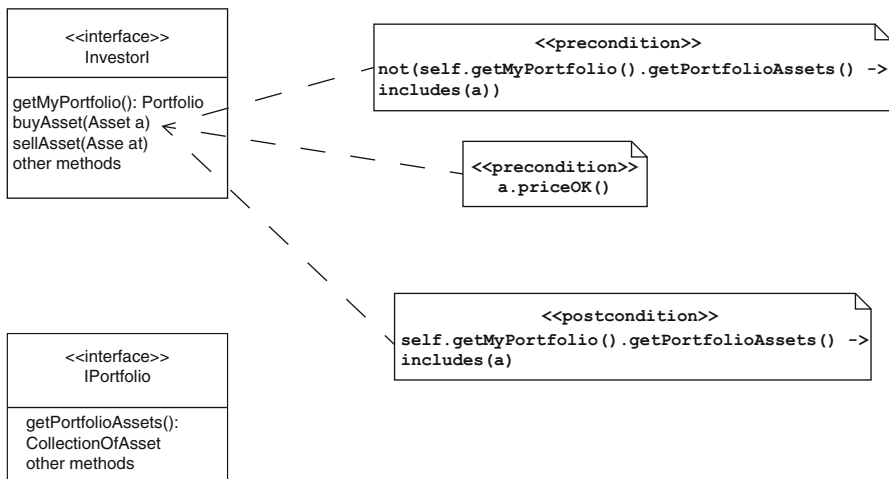 <<interface>>
InvestorI
getMyPortfolio(): Portfolio
buyAsset(Asset a)
sellAsset(Asse at)
other methods
<<precondition>>
not(self.getMyPortfolio().getPortfolioAssets() ->
includes(a))
<<precondition>>
a.priceOK()
<<postcondition>>
self.getMyPortfolio().getPortfolioAssets() ->
includes(a)
<<interface>>
IPortfolio
getPortfolioAssets():
CollectionOfAsset
other methods